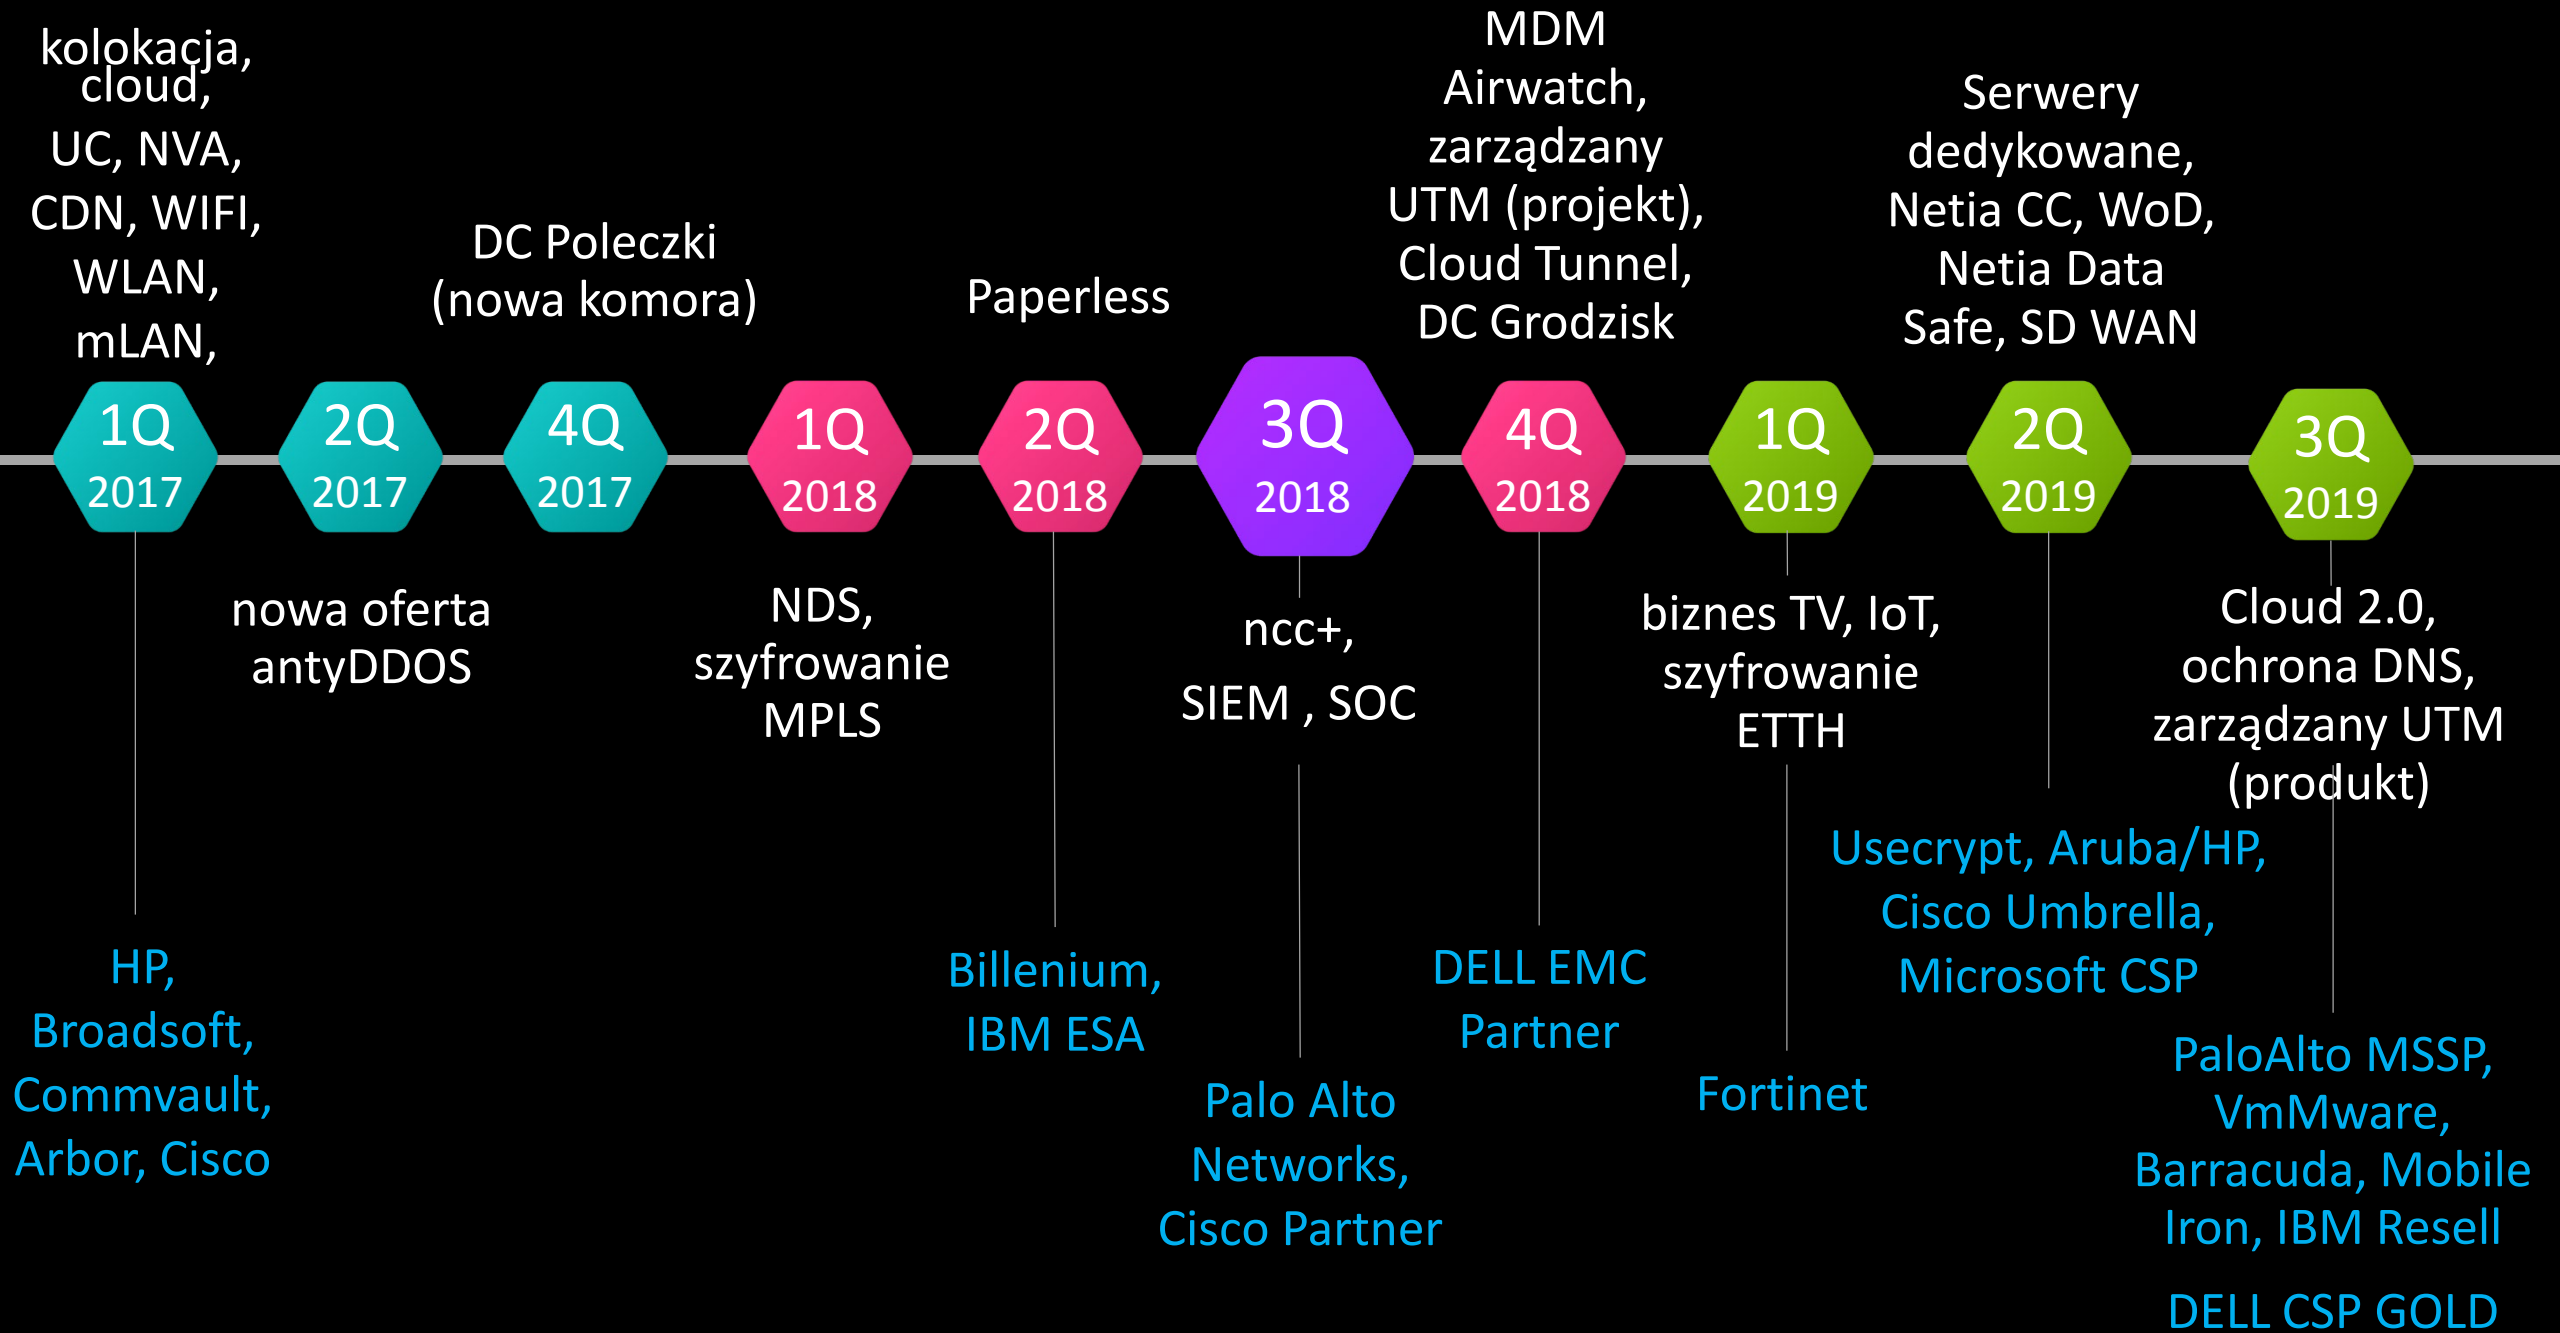 kolokacja,
cloud,
UC, NVA,
CDN, WIFI,
WLAN,
mLAN,
DC Poleczki
(nowa komora)
Paperless
MDM
Airwatch,
zarządzany
UTM (projekt),
Cloud Tunnel,
DC Grodzisk
Serwery
dedykowane,
Netia CC, WoD,
Netia Data
Safe, SD WAN
1Q
2017
2Q
2017
4Q
2017
1Q
2018
2Q
2018
3Q
2018
4Q
2018
1Q
2019
2Q
2019
3Q
2019
nowa oferta
antyDDOS
NDS,
szyfrowanie
MPLS
ncc+,
SIEM , SOC
biznes TV, IoT,
szyfrowanie
ETTH
Cloud 2.0,
ochrona DNS,
zarządzany UTM
(produkt)
HP,
Broadsoft,
Commvault,
Arbor, Cisco
Billenium,
IBM ESA
Palo Alto
Networks,
Cisco Partner
DELL EMC
Partner
Fortinet
Usecrypt, Aruba/HP,
Cisco Umbrella,
Microsoft CSP
PaloAlto MSSP,
VmMware,
Barracuda, Mobile
Iron, IBM Resell
DELL CSP GOLD